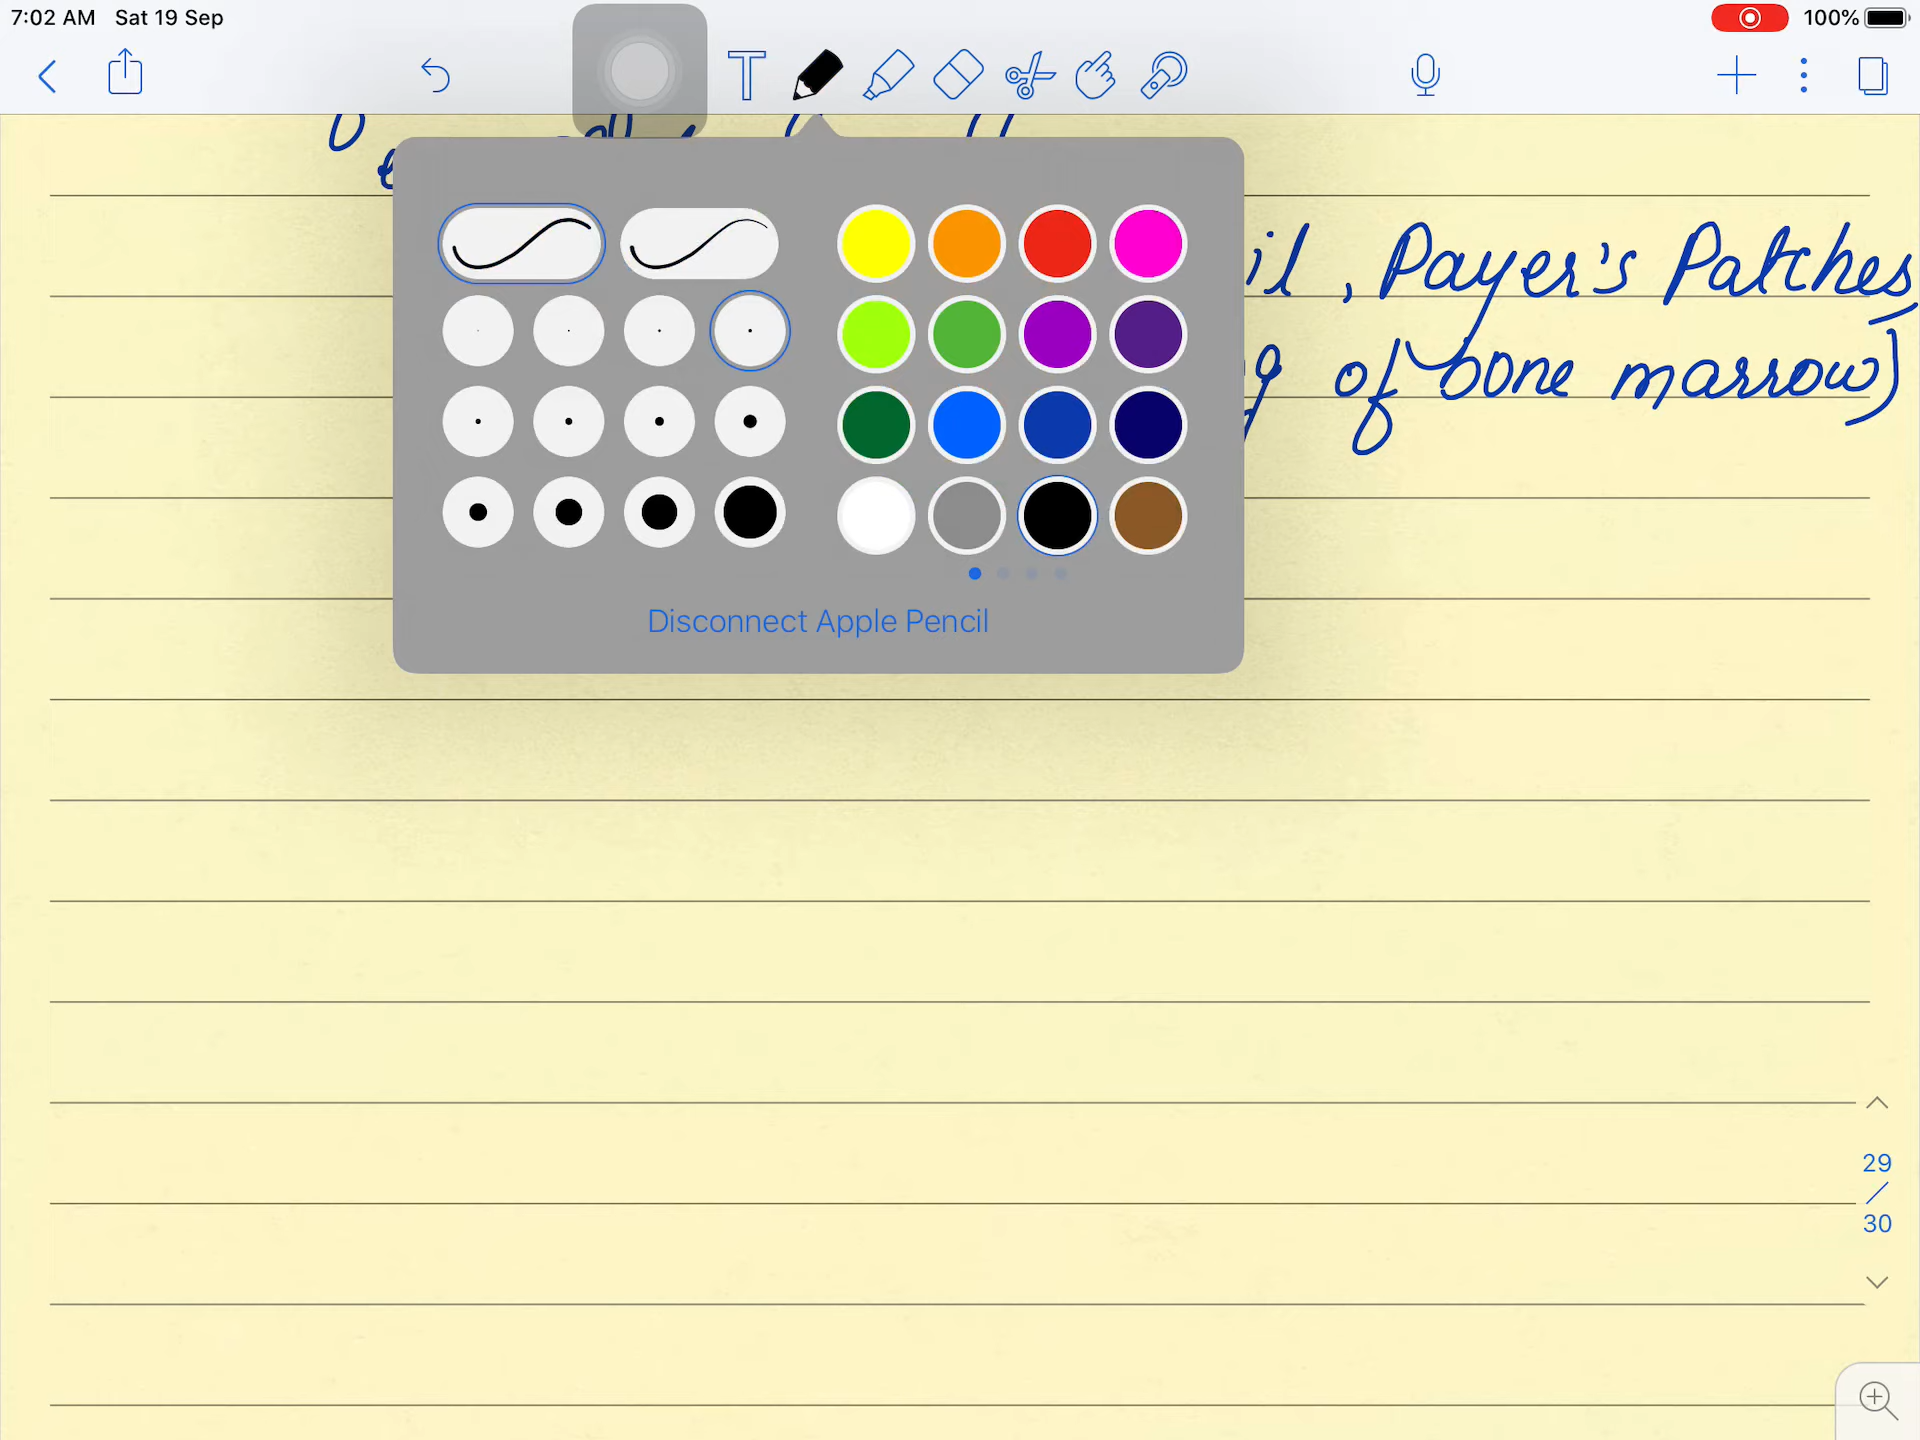 7:02 AM Sat 19 Sep
100%
T
il , Payer's Patches,
g of bone marrow)
Disconnect Apple Pencil
29
/
30